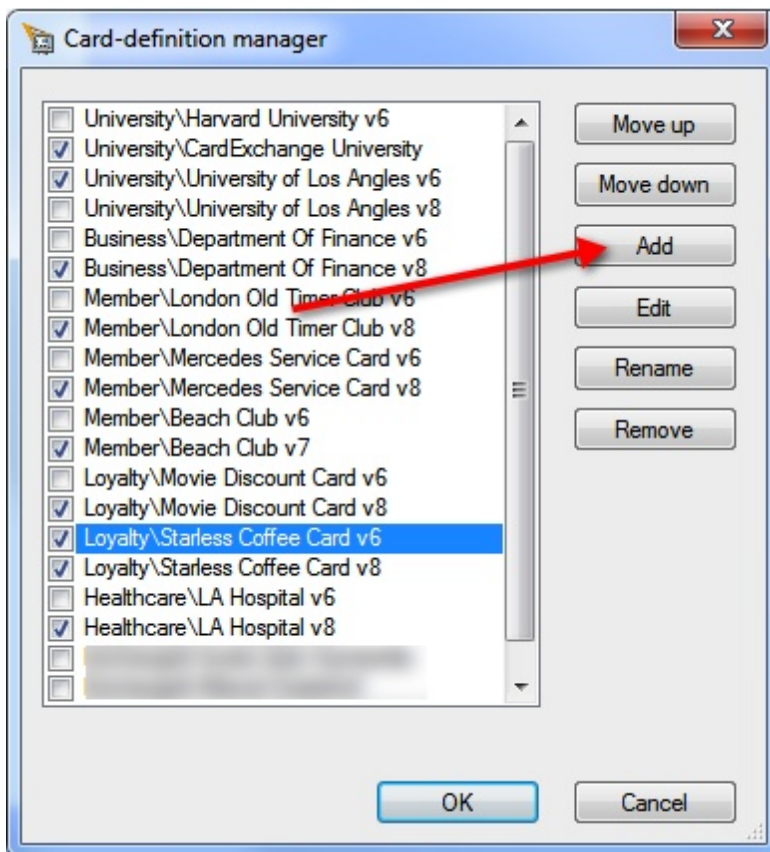 Card-definition manager
University\Harvard University v6
University\CardExchange University
University\University of Los Angles v6
University\University of Los Angles v8
Business\Department Of Finance v6
Business\Department Of Finance v8
Member\London Old Timer Club v6
Member\London Old Timer Club v8
Member\Mercedes Service Card v6
Member\Mercedes Service Card v8
Member\Beach Club v6
Member\Beach Club v7
Loyalty\Movie Discount Card v6
Loyalty\Movie Discount Card v8
Loyalty\Starless Coffee Card v6
Loyalty\Starless Coffee Card v8
Healthcare\LA Hospital v6
Healthcare\LA Hospital v8
Move up
Move down
Add
Edit
Rename
Remove
OK
Cancel